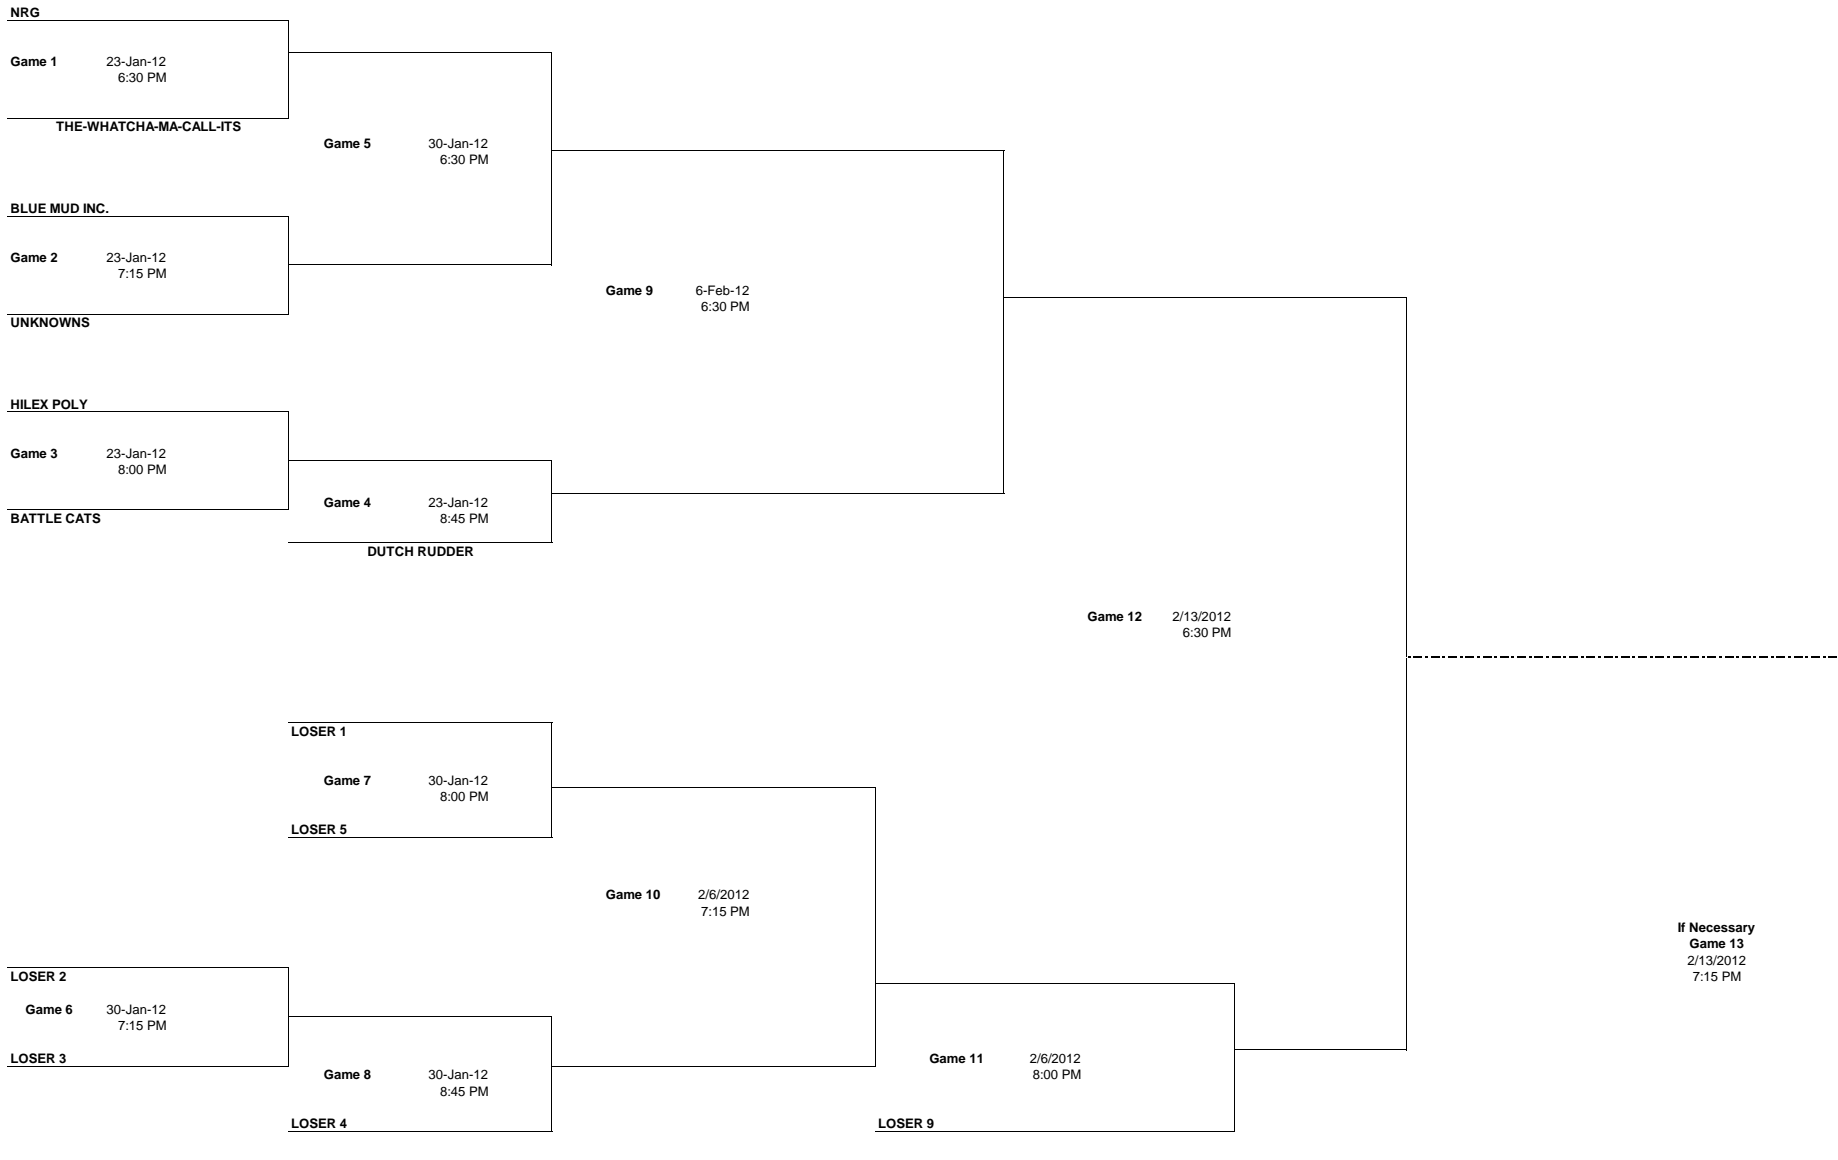 NRG
Game 1 23-Jan-12
6:30 PM
THE-WHATCHA-MA-CALL-ITS
Game 5 30-Jan-12
6:30 PM
BLUE MUD INC.
Game 2 23-Jan-12
7:15 PM
Game 9 6-Feb-12
6:30 PM
UNKNOWNS
HILEX POLY
Game 3 23-Jan-12
8:00 PM
Game 4 23-Jan-12
8:45 PM
BATTLE CATS
DUTCH RUDDER
Game 12 2/13/2012
6:30 PM
LOSER 1
Game 7 30-Jan-12
8:00 PM
LOSER 5
Game 10 2/6/2012
7:15 PM
If Necessary
Game 13
2/13/2012
7:15 PM
LOSER 2
Game 6 30-Jan-12
7:15 PM
LOSER 3
Game 11 2/6/2012
8:00 PM
Game 8 30-Jan-12
8:45 PM
LOSER 4
LOSER 9